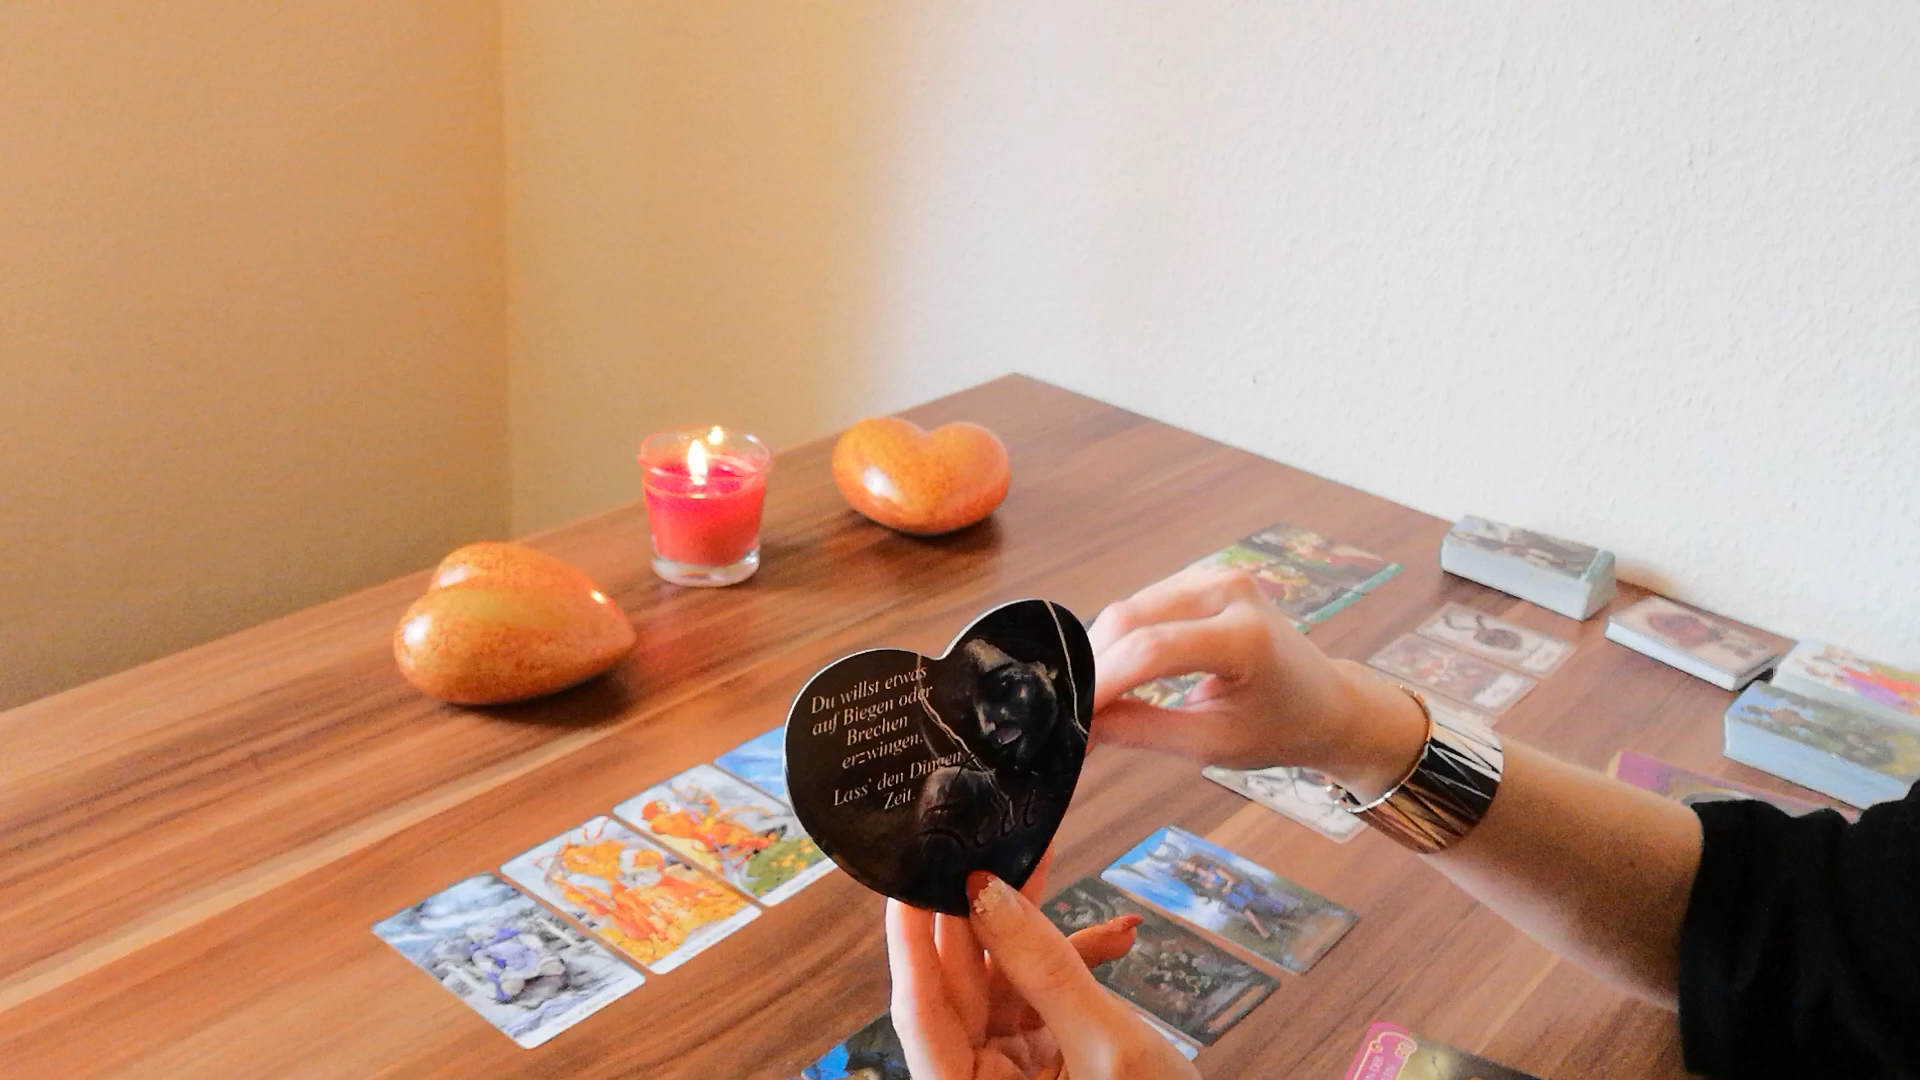 Du willst etwas
auf Biegen oder
Brechen
erzwingen.
Lass' den Dingen
Zeit.